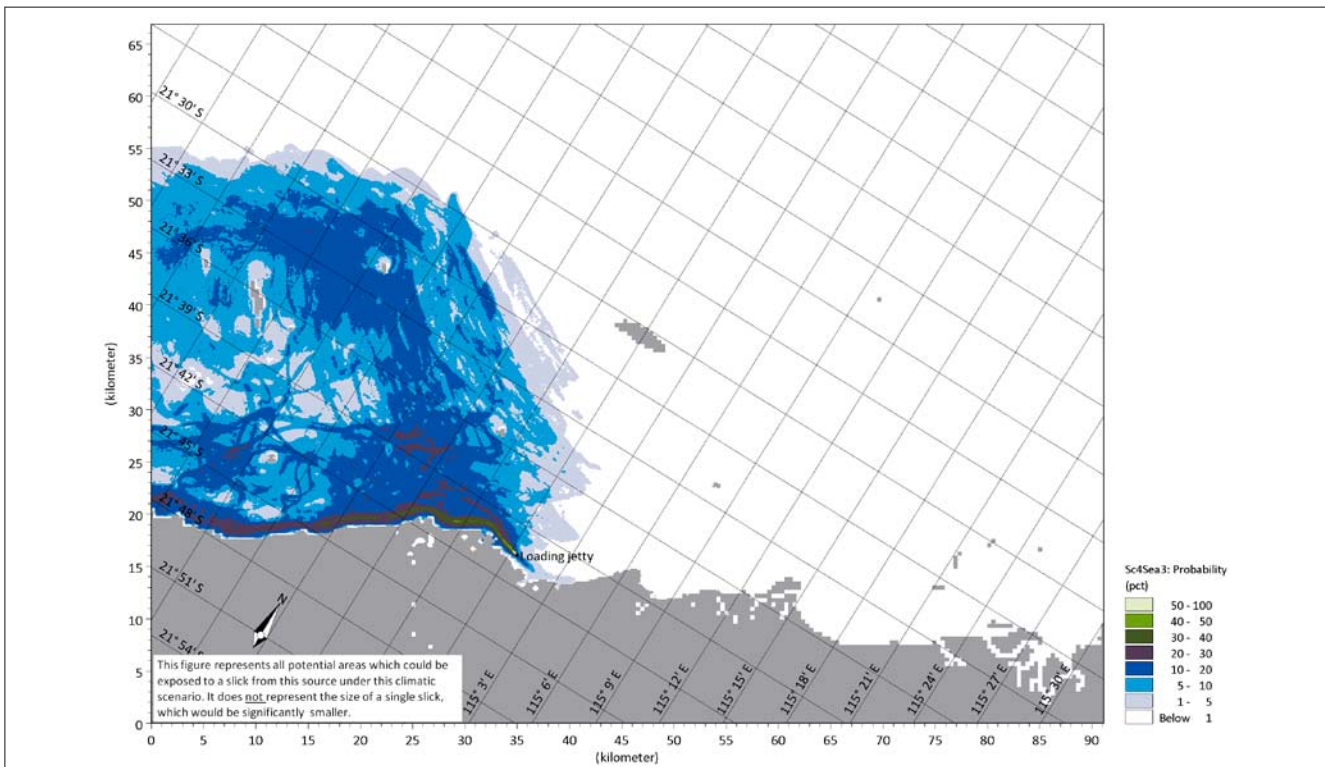 65
60
55
50
45
40
35
30
25
20
15
10
5
0
(kilometer)
21° 30' S
21° 33' S
21° 36' S
21° 39' S
21° 42' S
21° 45' S
21° 48' S
21° 51' S
21° 54' S
Loading jetty
N
This figure represents all potential areas which could be
exposed to a slick from this source under this climatic
scenario. It does not represent the size of a single slick,
which would be significantly smaller.
115° 3' E
115° 6' E
115° 9' E
115° 12' E
115° 15' E
115° 18' E
115° 21' E
115° 24' E
115° 27' E
115° 30' E
0 5 10 15 20 25 30 35 40 45 50 55 60 65 70 75 80 85 90
(kilometer)
Sc4Sea3: Probability
(pct)
50 - 100
40 - 50
30 - 40
20 - 30
10 - 20
5 - 10
1 - 5
Below 1